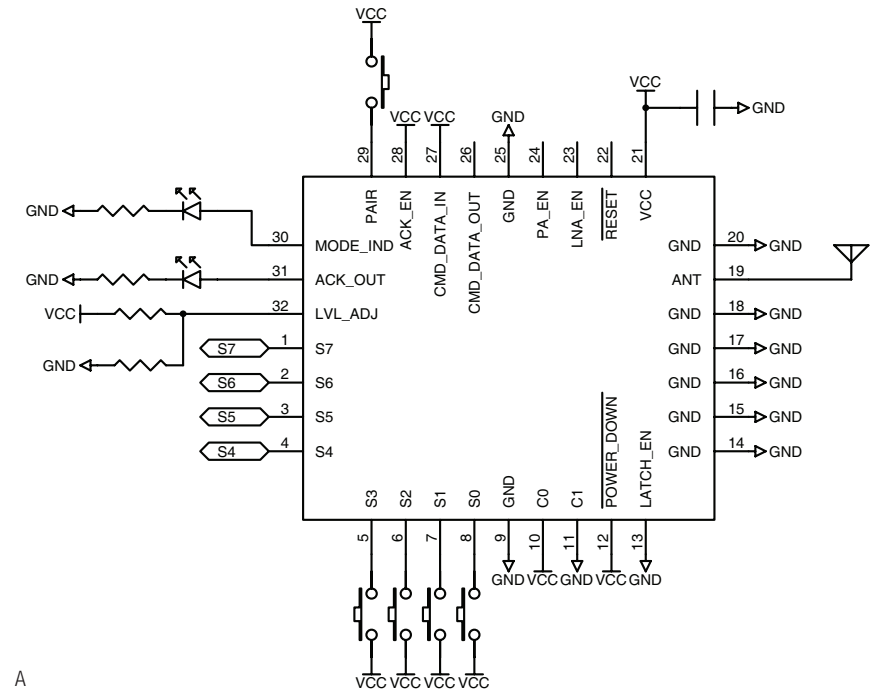 VCC
VCC VCC GND VCC GND
29 28 27 26 25 24 23 22 21
PAIR ACK_EN CMD_DATA_IN CMD_DATA_OUT GND PA_EN LNA_EN RESET VCC
GND 30 MODE_IND
GND 31 ACK_OUT
VCC 32 LVL_ADJ
GND
S7 1 S7
S6 2 S6
S5 3 S5
S4 4 S4
GND 20 GND
ANT 19
GND 18 GND
GND 17 GND
GND 16 GND
GND 15 GND
GND 14 GND
S3 S2 S1 S0 GND C0 C1 POWER_DOWN LATCH_EN
5 6 7 8 9 10 11 12 13
GND VCC GND VCC GND
VCC VCC VCC VCC
A